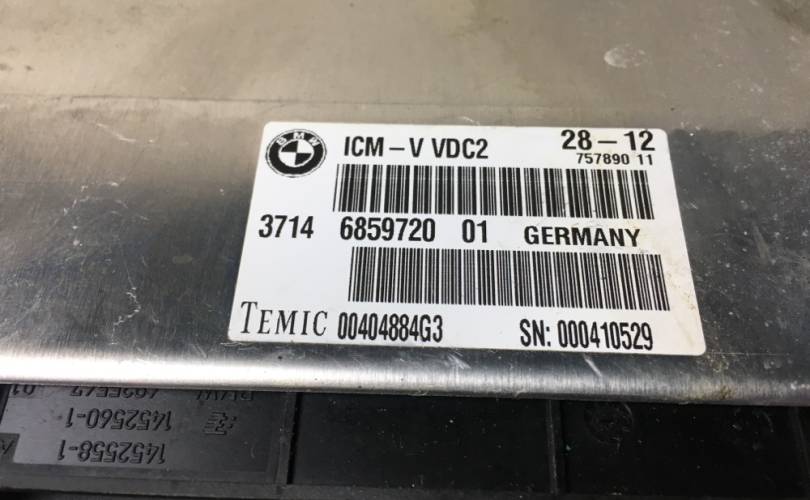 BMW
ICM-V VDC2 28-12
757890 11
3714 6859720 01 GERMANY
TEMIC 00404884G3 SN: 000410529
1452560-1
1452558-1